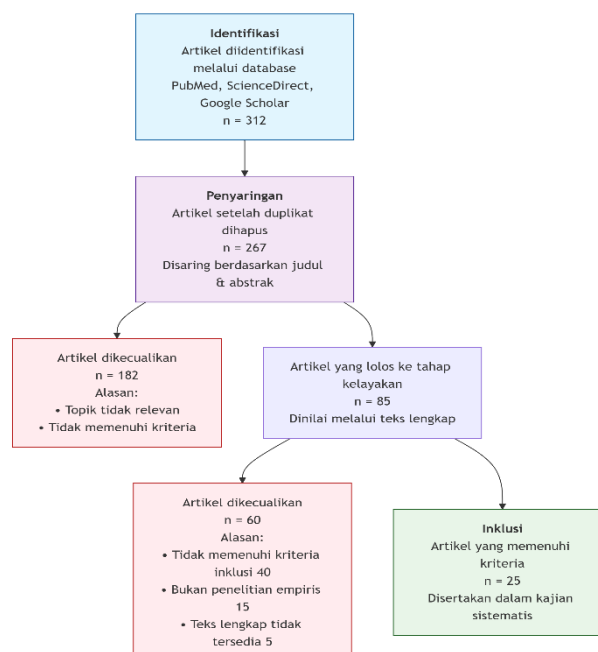 Identifikasi
Artikel diidentifikasi
melalui database
PubMed, ScienceDirect,
Google Scholar
n = 312
Penyaringan
Artikel setelah duplikat
dihapus
n = 267
Disaring berdasarkan judul
& abstrak
Artikel dikecualikan
n = 182
Alasan:
• Topik tidak relevan
• Tidak memenuhi kriteria
Artikel yang lolos ke tahap
kelayakan
n = 85
Dinilai melalui teks lengkap
Artikel dikecualikan
n = 60
Alasan:
• Tidak memenuhi kriteria
inklusi 40
• Bukan penelitian empiris
15
• Teks lengkap tidak
tersedia 5
Inklusi
Artikel yang memenuhi
kriteria
n = 25
Disertakan dalam kajian
sistematis